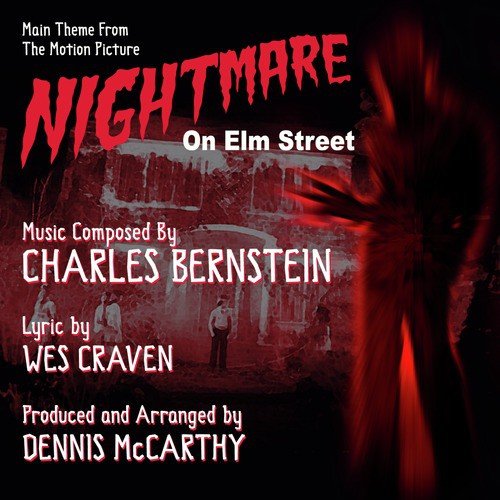 Main Theme From
The Motion Picture
NIGHTMARE
On Elm Street
Music Composed By
CHARLES BERNSTEIN
Lyric by
WES CRAVEN
Produced and Arranged by
DENNIS McCARTHY